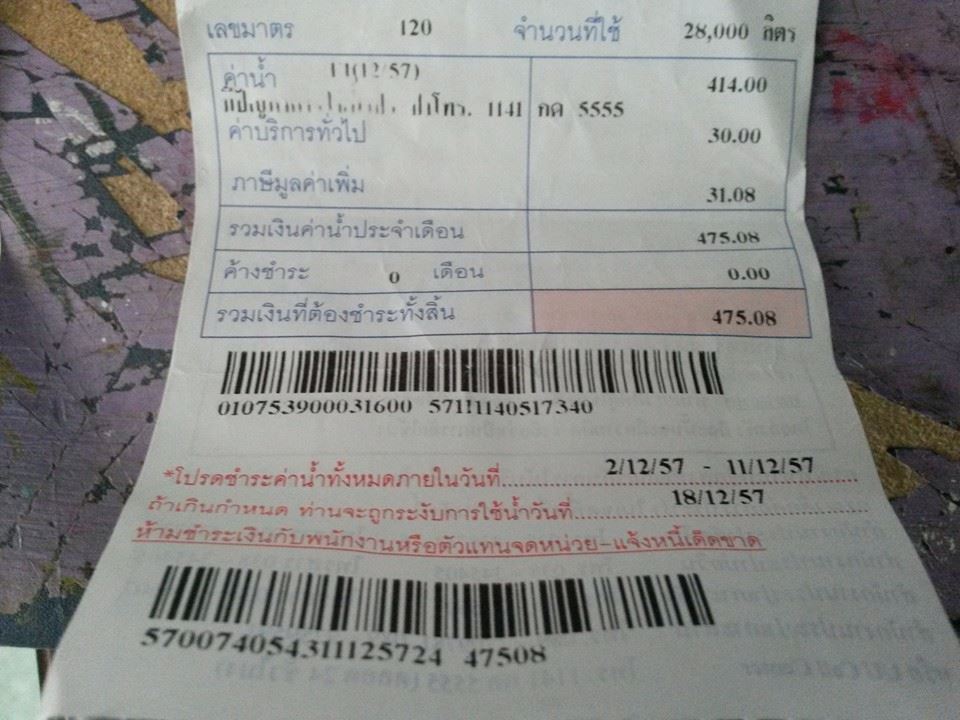 เลขมาตร 120 จำนวนที่ใช้ 28,000 ลิตร
ค่าน้ำ (12/57) 414.00
โทร. 1141 กด 5555
ค่าบริการทั่วไป 30.00
ภาษีมูลค่าเพิ่ม 31.08
รวมเงินค่าน้ำประจำเดือน 475.08
ค้างชำระ 0 เดือน 0.00
รวมเงินที่ต้องชำระทั้งสิ้น 475.08
010753900031600 57111140517340
*โปรดชำระค่าน้ำทั้งหมดภายในวันที่ 2/12/57 - 11/12/57
ถ้าเกินกำหนด ท่านจะถูกระงับการใช้น้ำวันที่ 18/12/57
ห้ามชำระเงินกับพนักงานหรือตัวแทนจดหน่วย-แจ้งหนี้เด็ดขาด
570074054311125724 47508